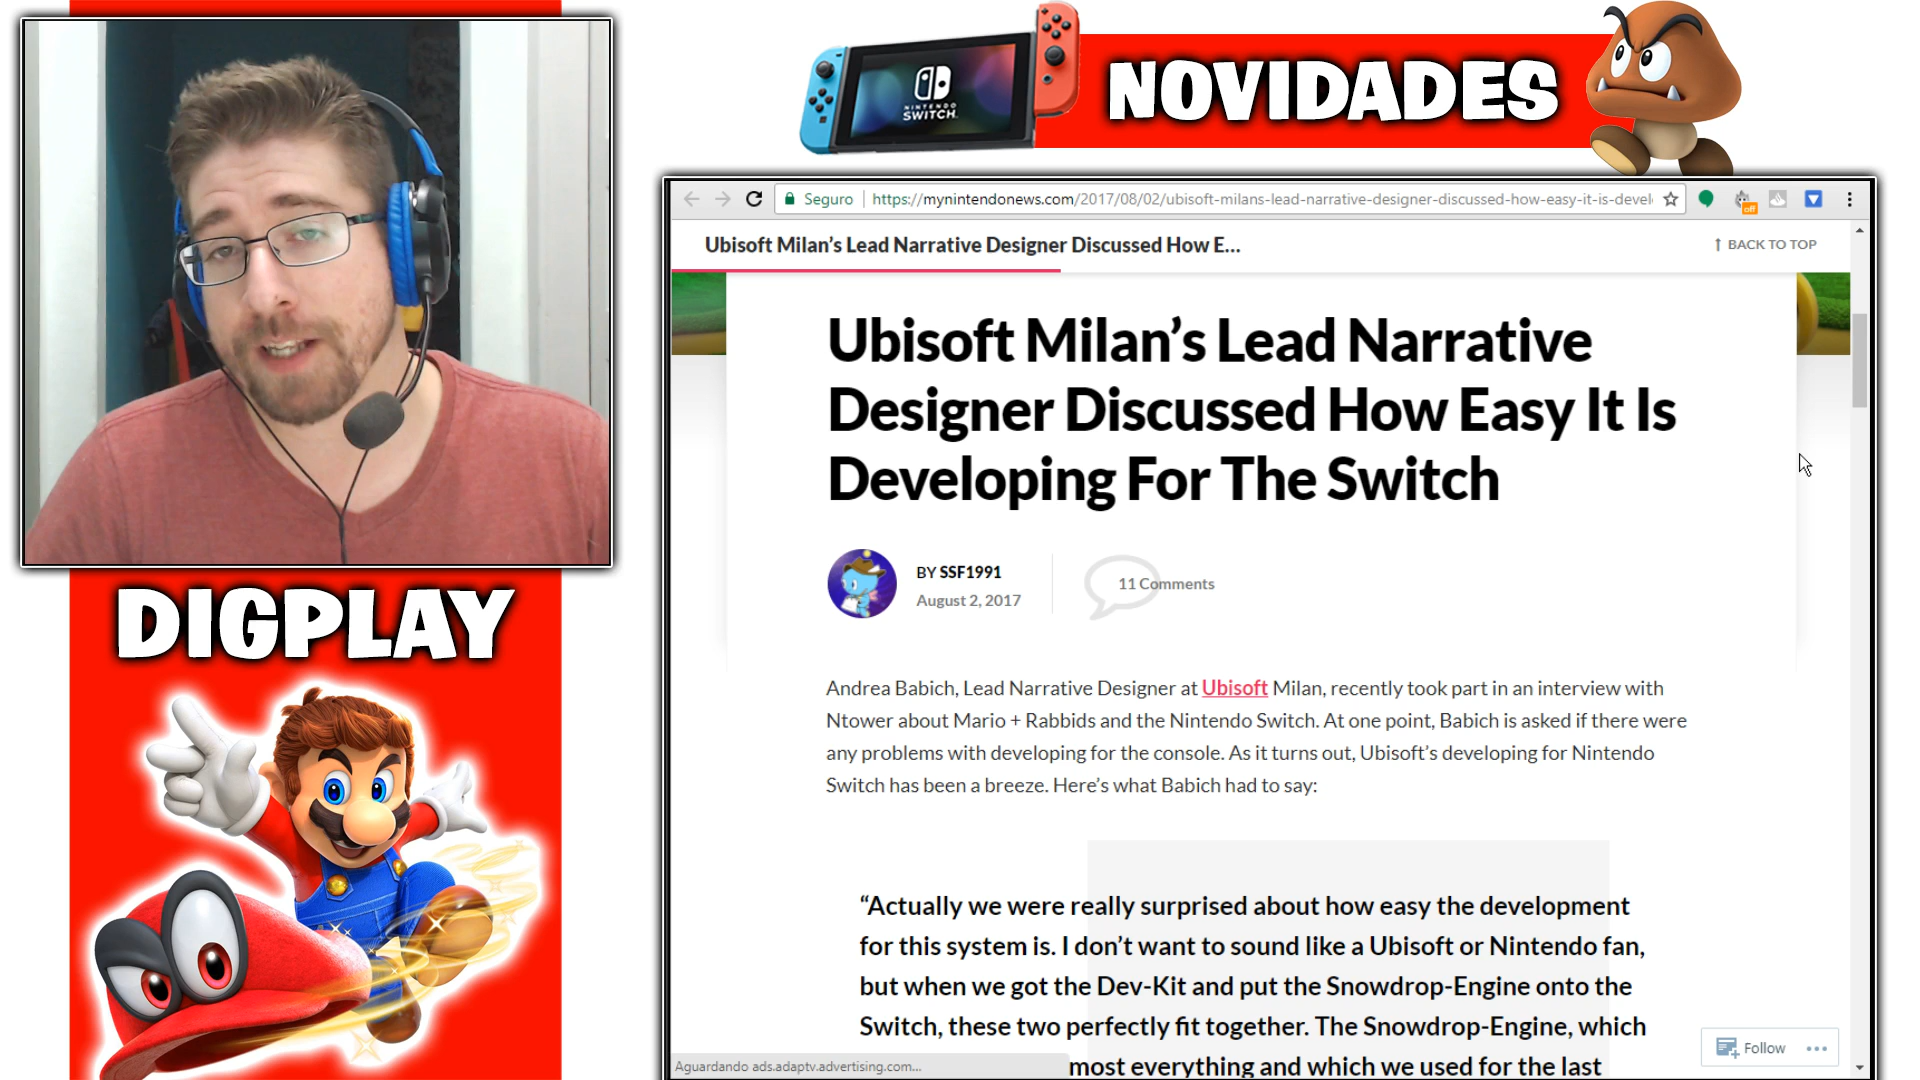 NOVIDADES
NINTENDO
SWITCH
Seguro
https://mynintendonews.com/2017/08/02/ubisoft-milans-lead-narrative-designer-discussed-how-easy-it-is-devel
off
Ubisoft Milan’s Lead Narrative Designer Discussed How E...
BACK TO TOP
Ubisoft Milan’s Lead Narrative
Designer Discussed How Easy It Is
Developing For The Switch
BY SSF1991
August 2, 2017
11 Comments
Andrea Babich, Lead Narrative Designer at Ubisoft Milan, recently took part in an interview with
Ntower about Mario + Rabbids and the Nintendo Switch. At one point, Babich is asked if there were
any problems with developing for the console. As it turns out, Ubisoft’s developing for Nintendo
Switch has been a breeze. Here’s what Babich had to say:
“Actually we were really surprised about how easy the development
for this system is. I don’t want to sound like a Ubisoft or Nintendo fan,
but when we got the Dev-Kit and put the Snowdrop-Engine onto the
Switch, these two perfectly fit together. The Snowdrop-Engine, which
most everything and which we used for the last
Follow
Aguardando ads.adaptv.advertising.com...
DIGPLAY